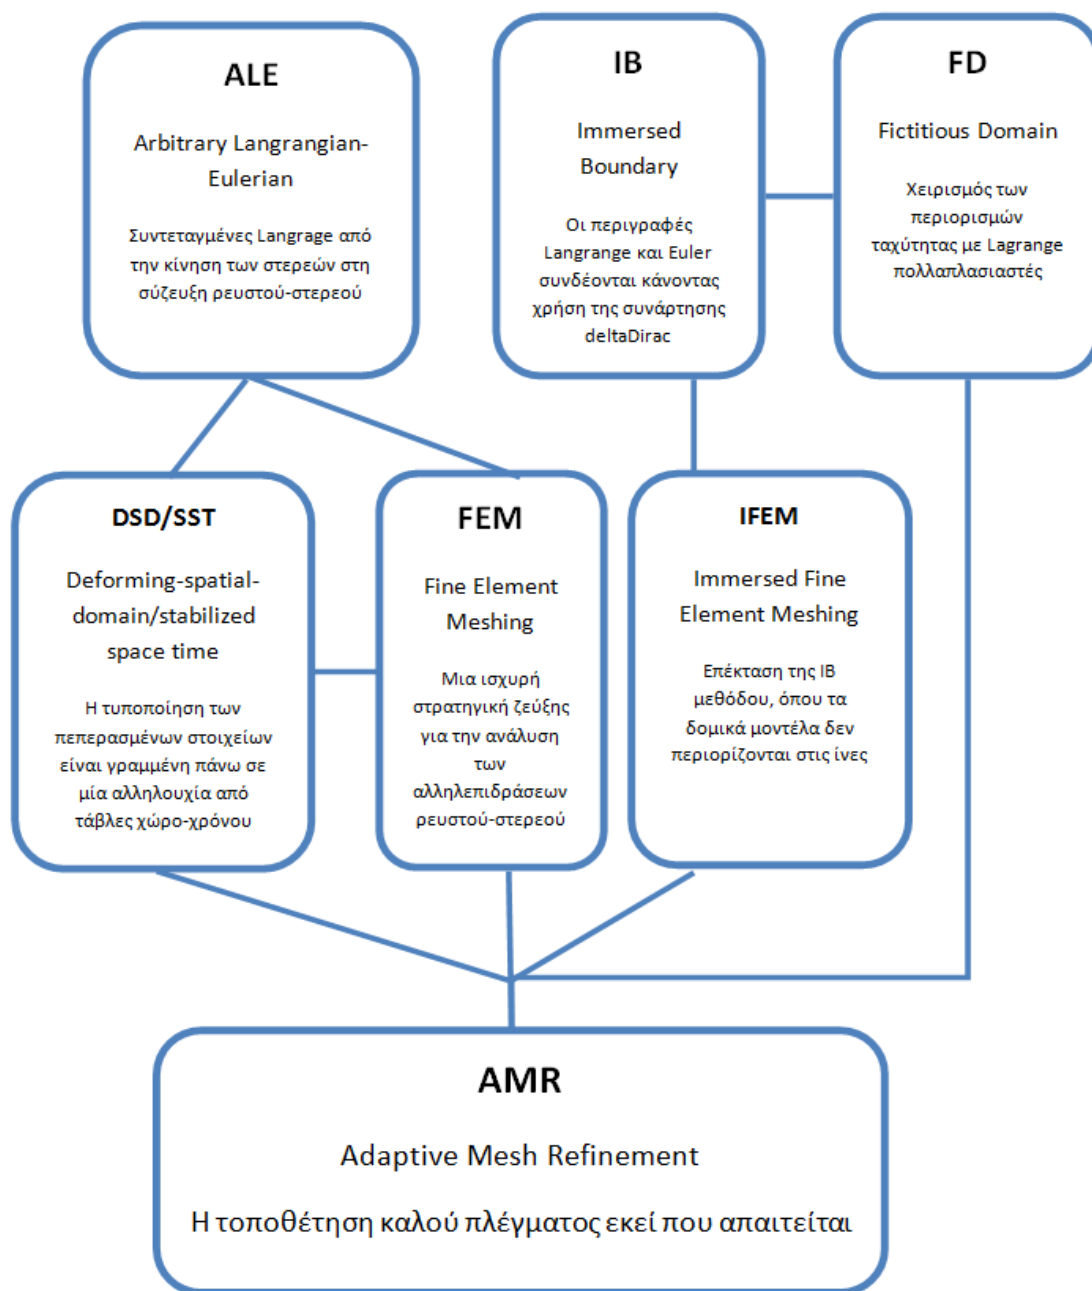 ALE
Arbitrary Langrangian-
Eulerian
Συντεταγμένες Langrage από
την κίνηση των στερεών στη
σύζευξη ρευστού-στερεού
IB
Immersed
Boundary
Οι περιγραφές
Langrange και Euler
συνδέονται κάνοντας
χρήση της συνάρτησης
deltaDirac
FD
Fictitious Domain
Χειρισμός των
περιορισμών
ταχύτητας με Lagrange
πολλαπλασιαστές
DSD/SST
Deforming-spatial-
domain/stabilized
space time
Η τυποποίηση των
πεπερασμένων στοιχείων
είναι γραμμένη πάνω σε
μία αλληλουχία από
τάβλες χώρο-χρόνου
FEM
Fine Element
Meshing
Μια ισχυρή
στρατηγική ζεύξης
για την ανάλυση
των
αλληλεπιδράσεων
ρευστού-στερεού
IFEM
Immersed Fine
Element Meshing
Επέκταση της IB
μεθόδου, όπου τα
δομικά μοντέλα δεν
περιορίζονται στις ίνες
AMR
Adaptive Mesh Refinement
Η τοποθέτηση καλού πλέγματος εκεί που απαιτείται